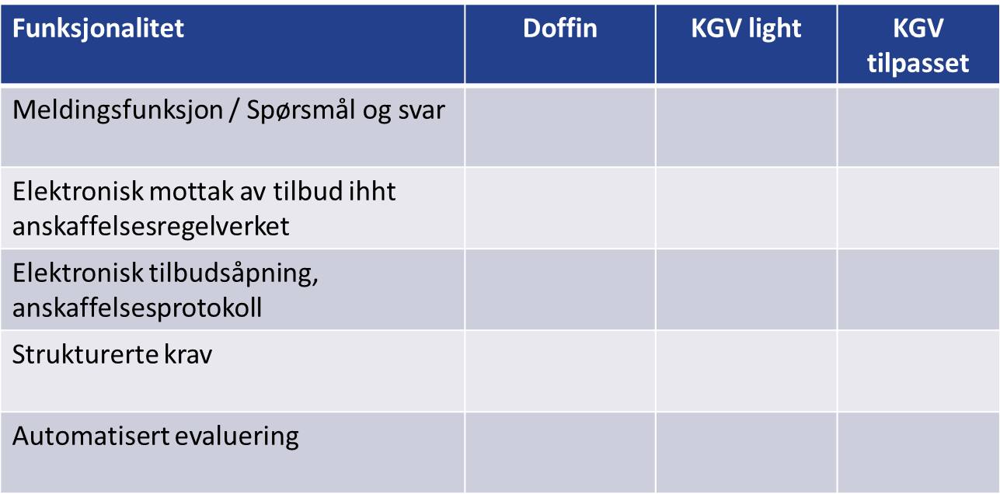 Funksjonalitet
Doffin
KGV light
KGV
tilpasset
Meldingsfunksjon / Spørsmål og svar
Elektronisk mottak av tilbud ihht
anskaffelsesregelverket
Elektronisk tilbudsåpning,
anskaffelsesprotokoll
Strukturerte krav
Automatisert evaluering